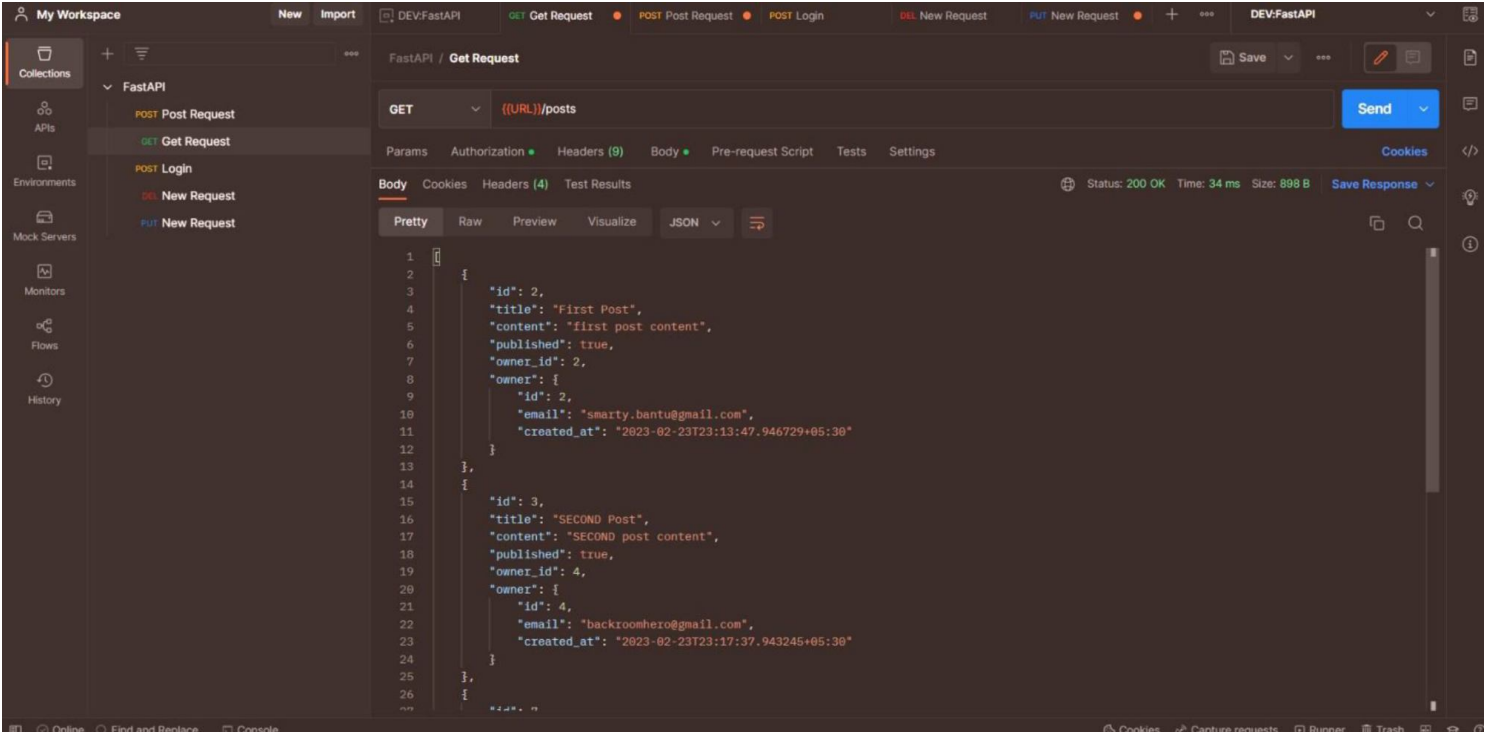 My Workspace
New Import
DEV:FastAPI
GET Get Request
POST Post Request
POST Login
DEL New Request
PUT New Request
DEV:FastAPI
Collections
APIs
Environments
Mock Servers
Monitors
Flows
History
FastAPI
POST Post Request
GET Get Request
POST Login
DEL New Request
PUT New Request
FastAPI / Get Request
Save
GET {{URL}}/posts
Send
Params Authorization Headers (9) Body Pre-request Script Tests Settings
Cookies
Body Cookies Headers (4) Test Results
Status: 200 OK Time: 34 ms Size: 898 B Save Response
Pretty Raw Preview Visualize JSON
1 [
2 {
3 "id": 2,
4 "title": "First Post",
5 "content": "first post content",
6 "published": true,
7 "owner_id": 2,
8 "owner": {
9 "id": 2,
10 "email": "smarty.bantu@gmail.com",
11 "created_at": "2023-02-23T23:13:47.946729+05:30"
12 }
13 },
14 {
15 "id": 3,
16 "title": "SECOND Post",
17 "content": "SECOND post content",
18 "published": true,
19 "owner_id": 4,
20 "owner": {
21 "id": 4,
22 "email": "backroomhero@gmail.com",
23 "created_at": "2023-02-23T23:17:37.943245+05:30"
24 }
25 },
26 {
Online Find and Replace Console
Cookies Capture requests Runner Trash